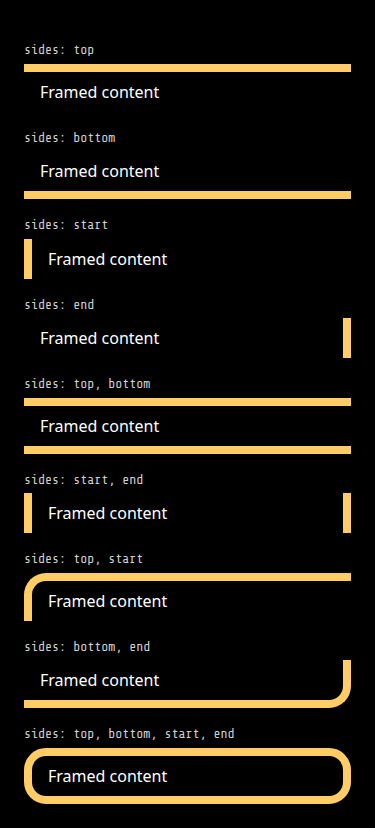 sides: top
Framed content
sides: bottom
Framed content
sides: start
Framed content
sides: end
Framed content
sides: top, bottom
Framed content
sides: start, end
Framed content
sides: top, start
Framed content
sides: bottom, end
Framed content
sides: top, bottom, start, end
Framed content